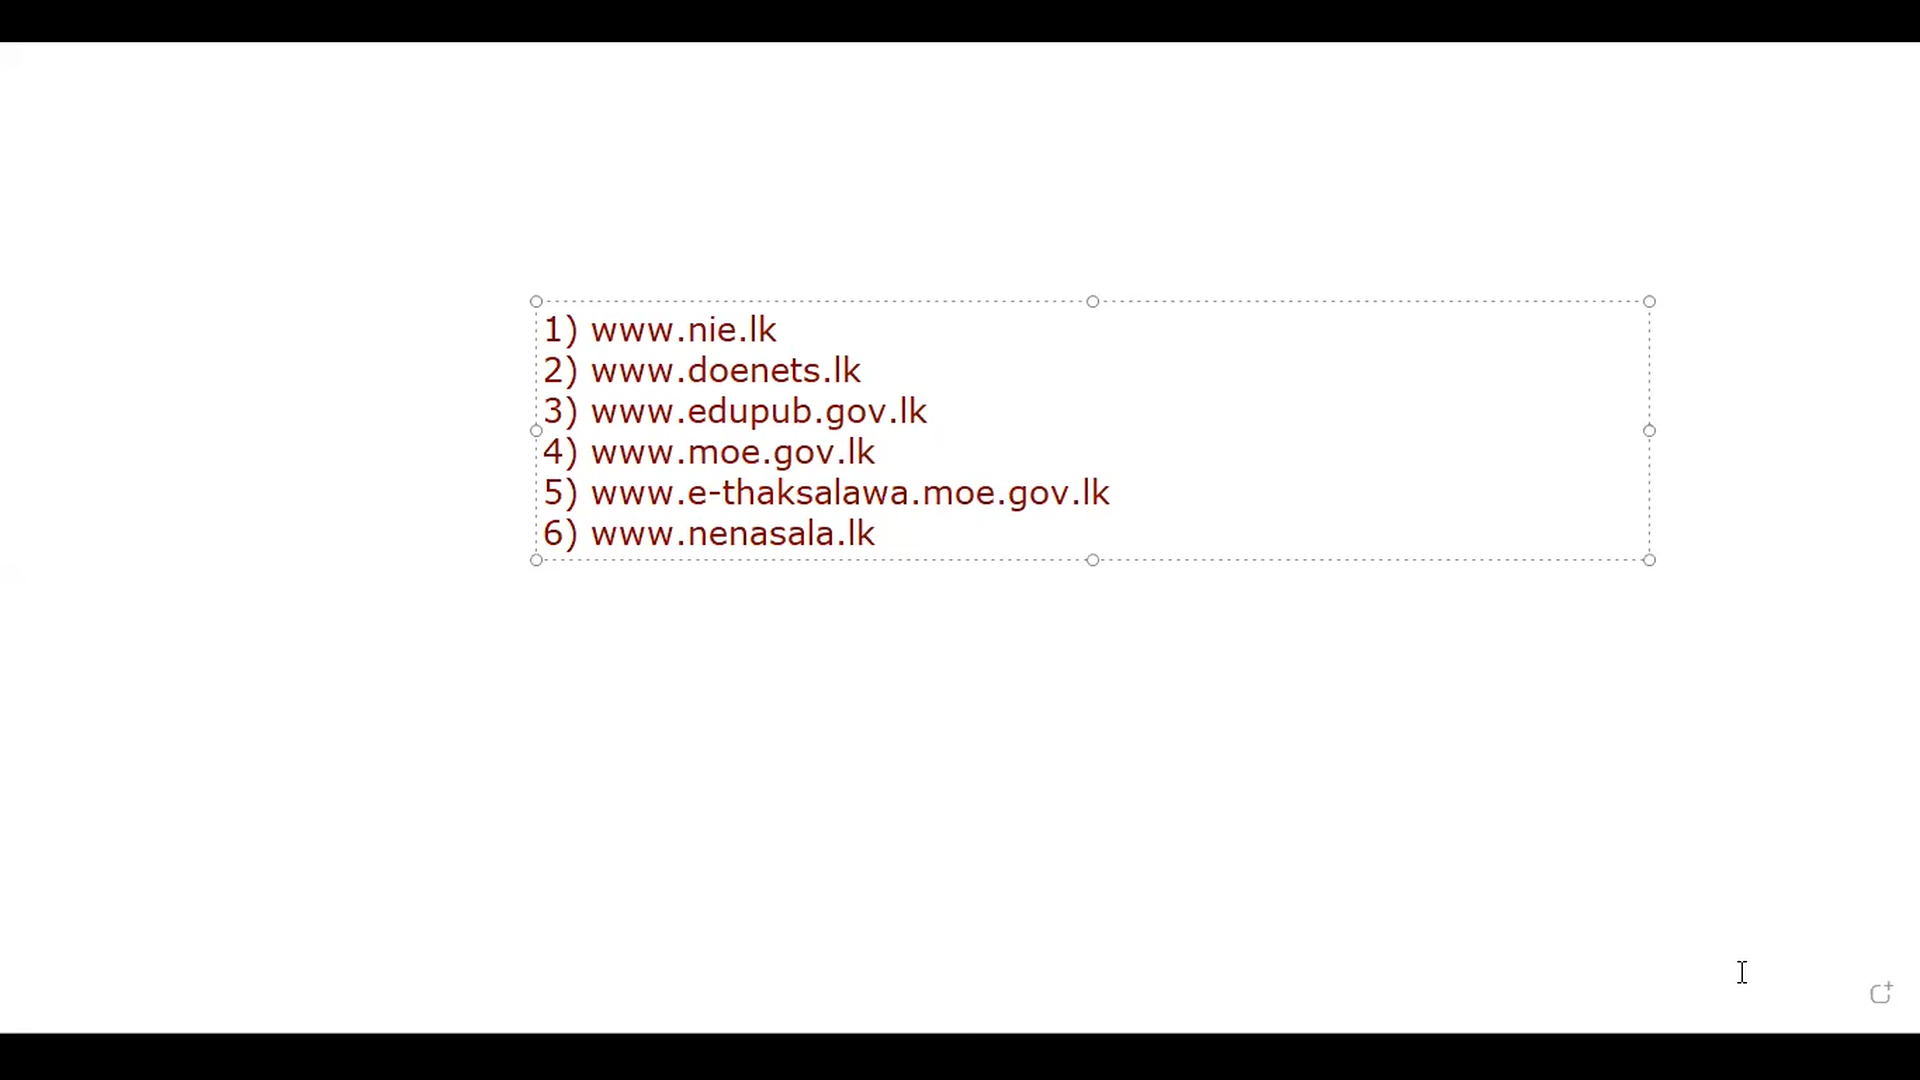 1) www.nie.lk
2) www.doenets.lk
3) www.edupub.gov.lk
4) www.moe.gov.lk
5) www.e-thaksalawa.moe.gov.lk
6) www.nenasala.lk